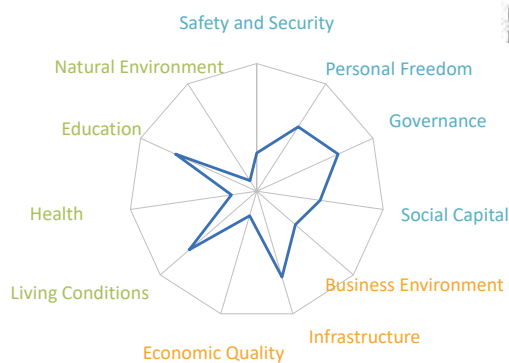 Safety and Security
Natural Environment
Personal Freedom
Education
Governance
Health
Social Capital
Living Conditions
Business Environment
Infrastructure
Economic Quality